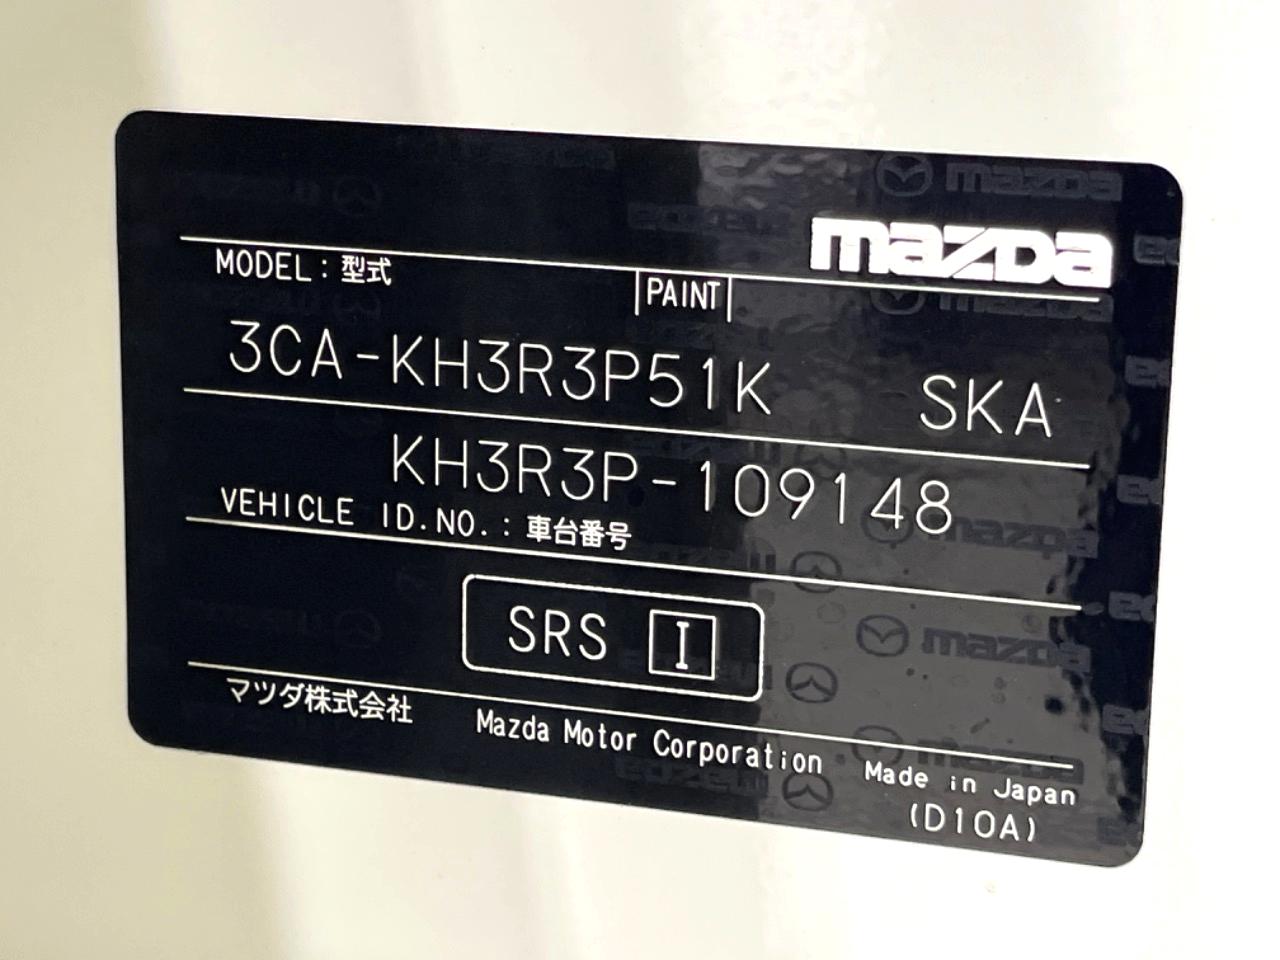 mazda
MODEL : 型式
PAINT
3CA-KH3R3P51K SKA
KH3R3P-109148
VEHICLE ID.NO. : 車台番号
SRS I
マツダ株式会社 Mazda Motor Corporation Made in Japan
(D10A)